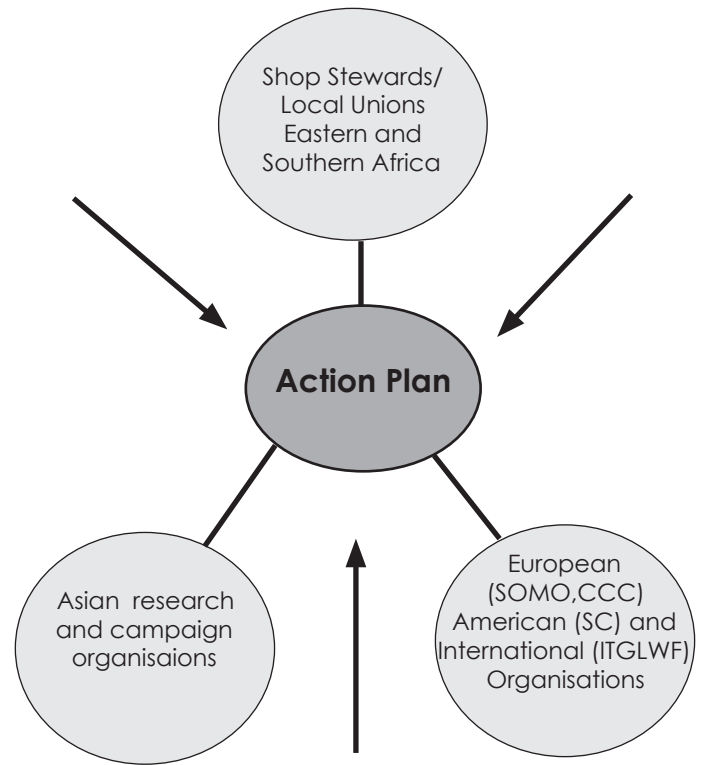 Shop Stewards/
Local Unions
Eastern and
Southern Africa
Action Plan
Asian research
and campaign
organisaions
European
(SOMO,CCC)
American (SC) and
International (ITGLWF)
Organisations